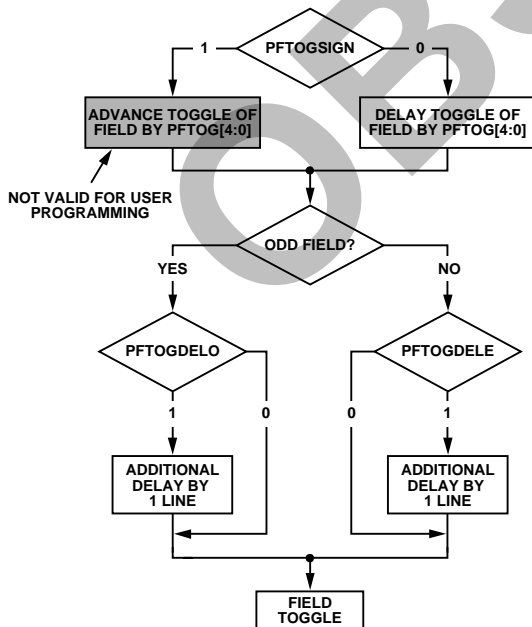 PFTOGSIGN
1
0
ADVANCE TOGGLE OF
FIELD BY PFTOG[4:0]
DELAY TOGGLE OF
FIELD BY PFTOG[4:0]
NOT VALID FOR USER
PROGRAMMING
ODD FIELD?
YES
NO
PFTOGDELO
PFTOGDELE
1
0
0
1
ADDITIONAL
DELAY BY
1 LINE
ADDITIONAL
DELAY BY
1 LINE
FIELD
TOGGLE